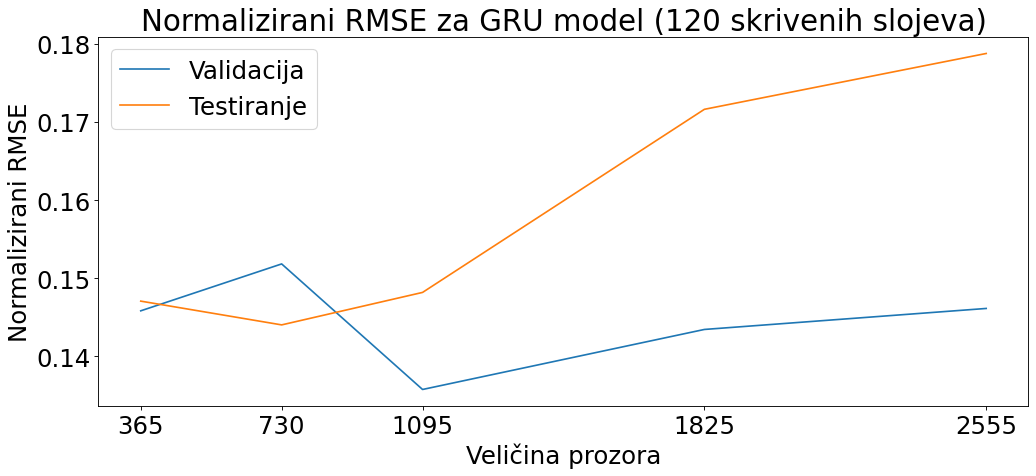 Normalizirani RMSE za GRU model (120 skrivenih slojeva)
Validacija
Testiranje
Normalizirani RMSE
0.18
0.17
0.16
0.15
0.14
365 730 1095 1825 2555
Veličina prozora